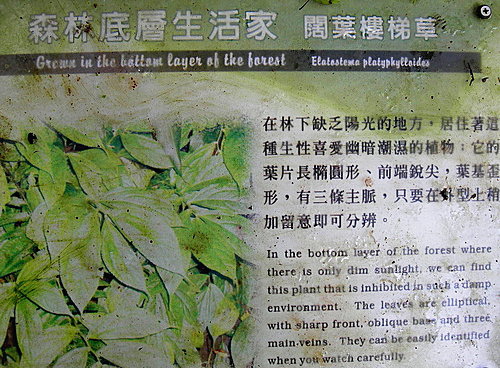 森林底層生活家 闊葉樓梯草
Grown in the bottom layer of the forest Elatostema platyphylloides
在林下缺乏陽光的地方，居住著這
種生性喜愛幽暗潮濕的植物；它的
葉片長橢圓形、前端銳尖，葉基歪
形，有三條主脈，只要在外型上稍
加留意即可分辨。
In the bottom layer of the forest where
there is only dim sunlight, we can find
this plant that is inhibited in such a damp
environment. The leaves are elliptical,
with sharp front, oblique base and three
main veins. They can be easily identified
when you watch carefully.